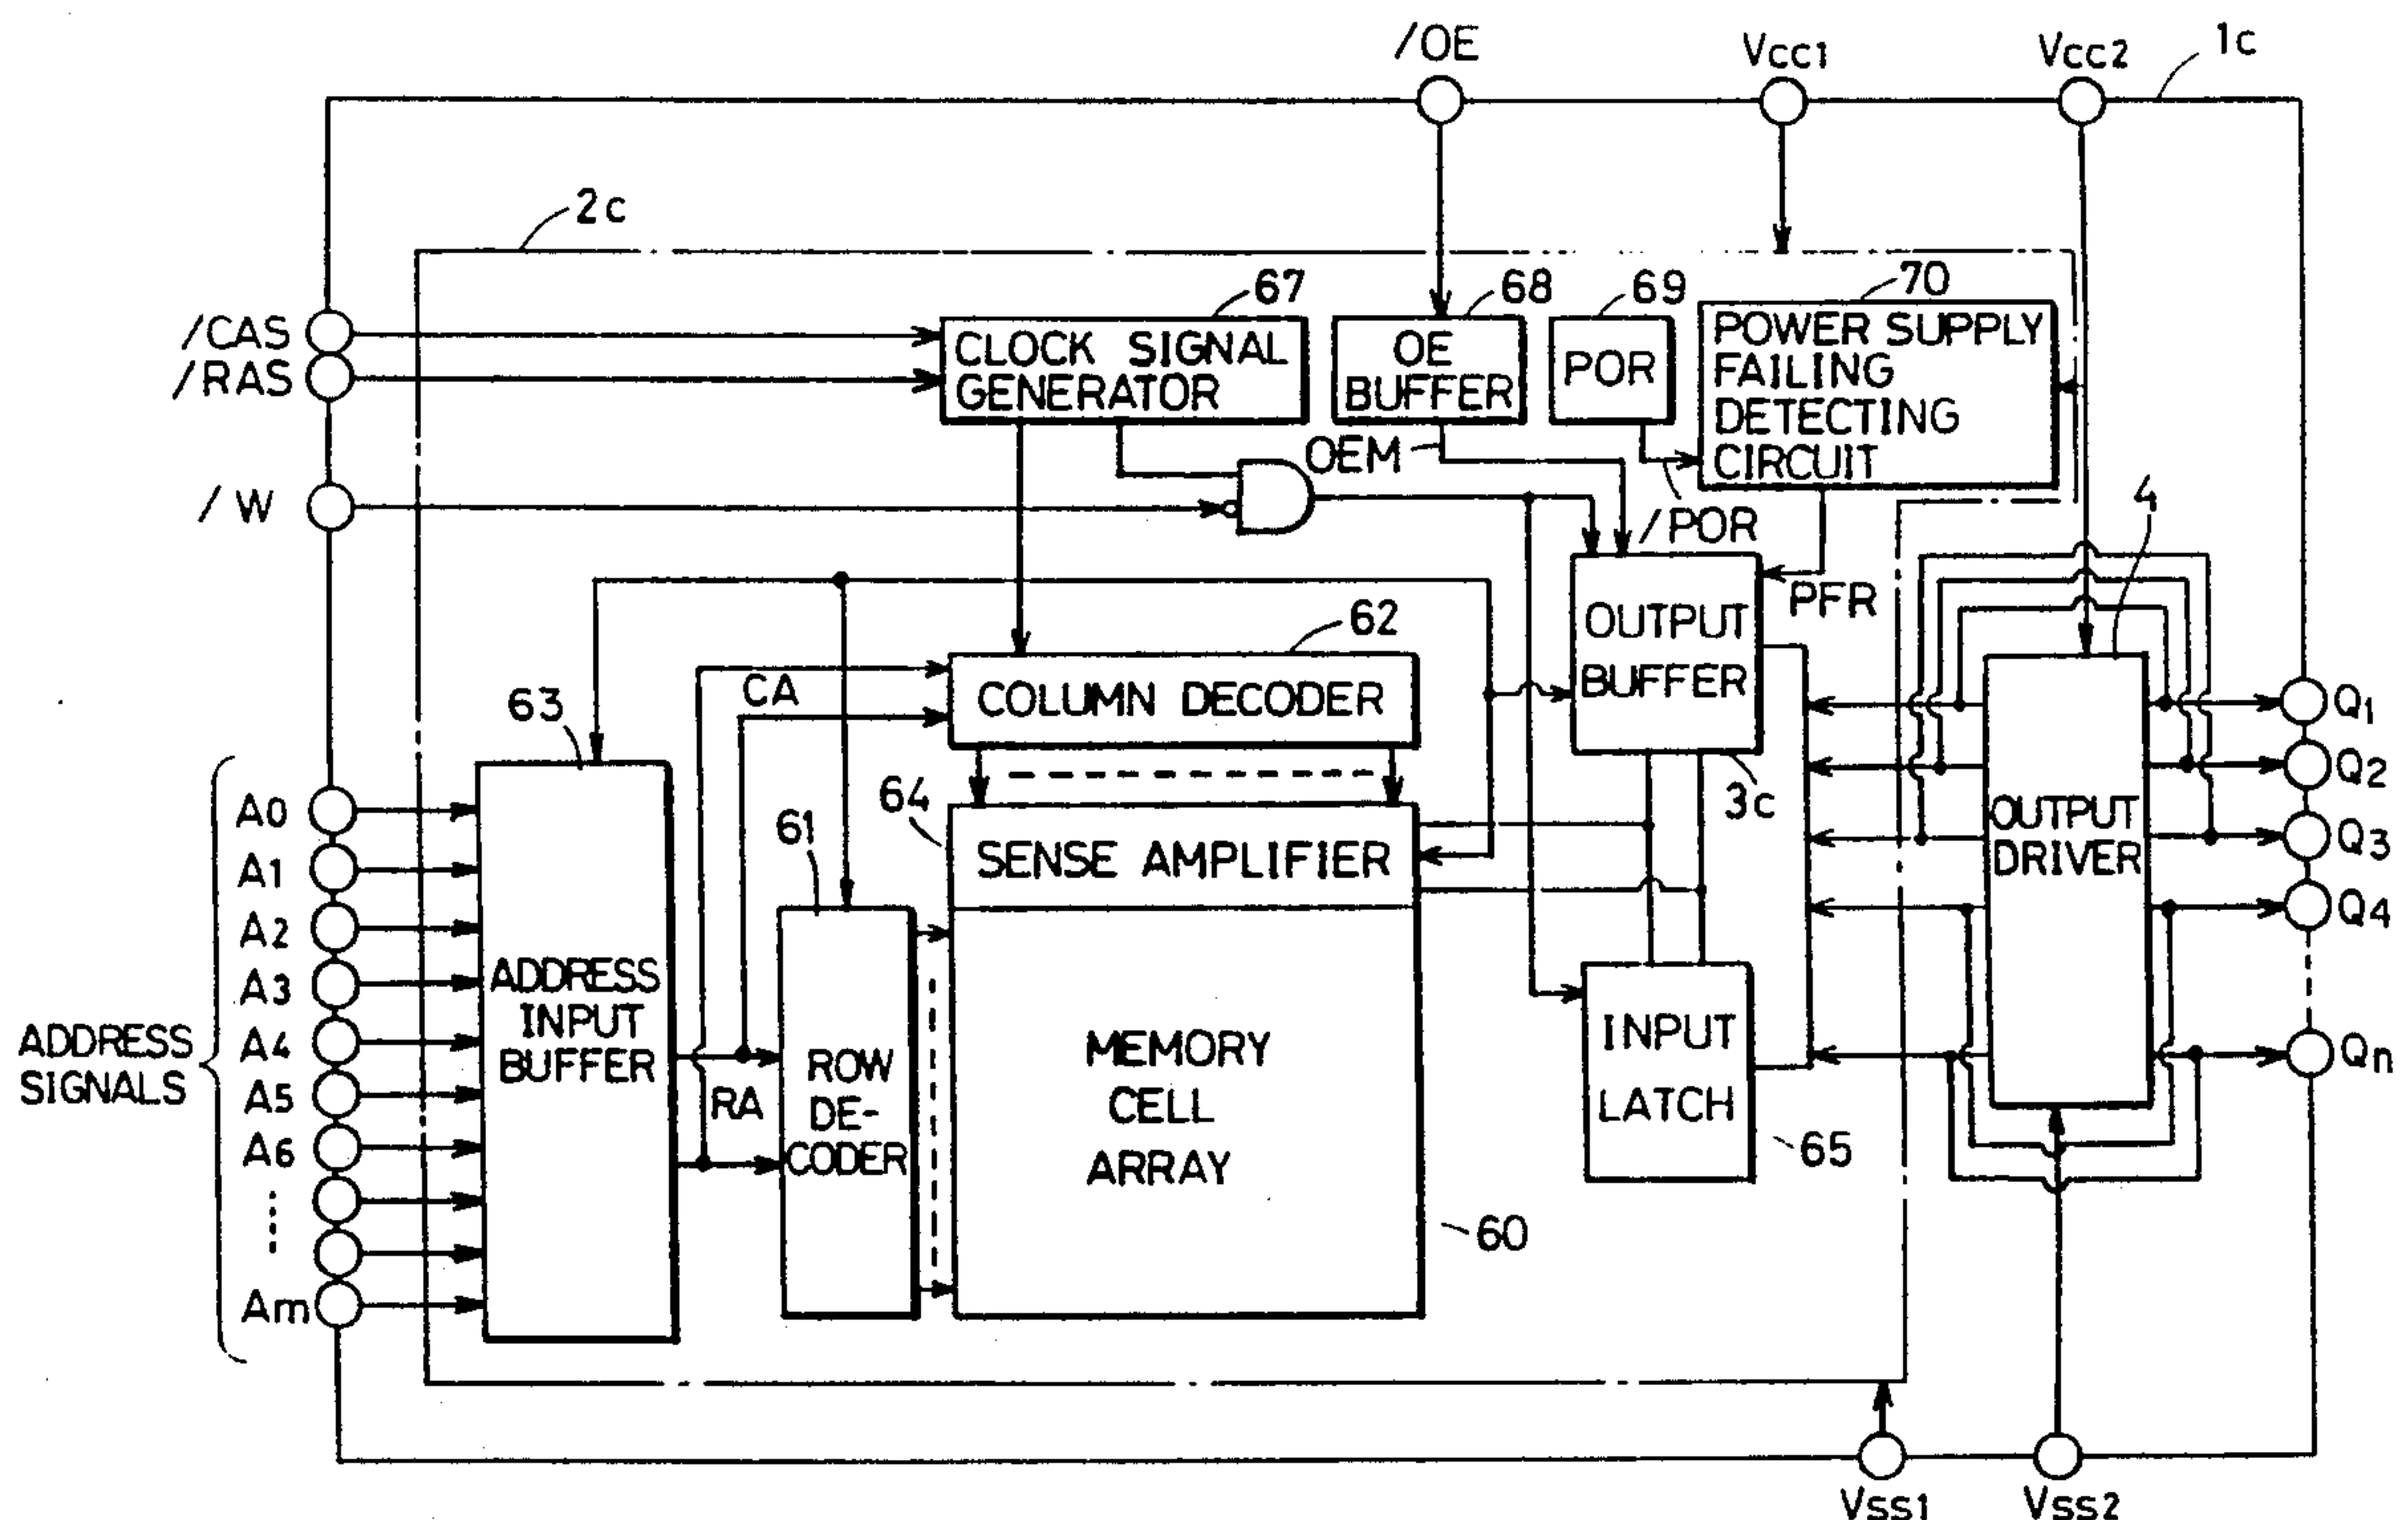 /OE
Vcc1
Vcc2
1c
2c
/CAS
/RAS
/W
67
CLOCK SIGNAL
GENERATOR
68
OE
BUFFER
69
POR
70
POWER SUPPLY
FAILING
DETECTING
CIRCUIT
OEM
/POR
PFR
4
OUTPUT
BUFFER
3c
62
CA
COLUMN DECODER
63
64
61
SENSE AMPLIFIER
ADDRESS
SIGNALS
A0
A1
A2
A3
A4
A5
A6
Am
ADDRESS
INPUT
BUFFER
RA
ROW
DE-
CODER
MEMORY
CELL
ARRAY
60
INPUT
LATCH
65
OUTPUT
DRIVER
Q1
Q2
Q3
Q4
Qn
Vss1
Vss2